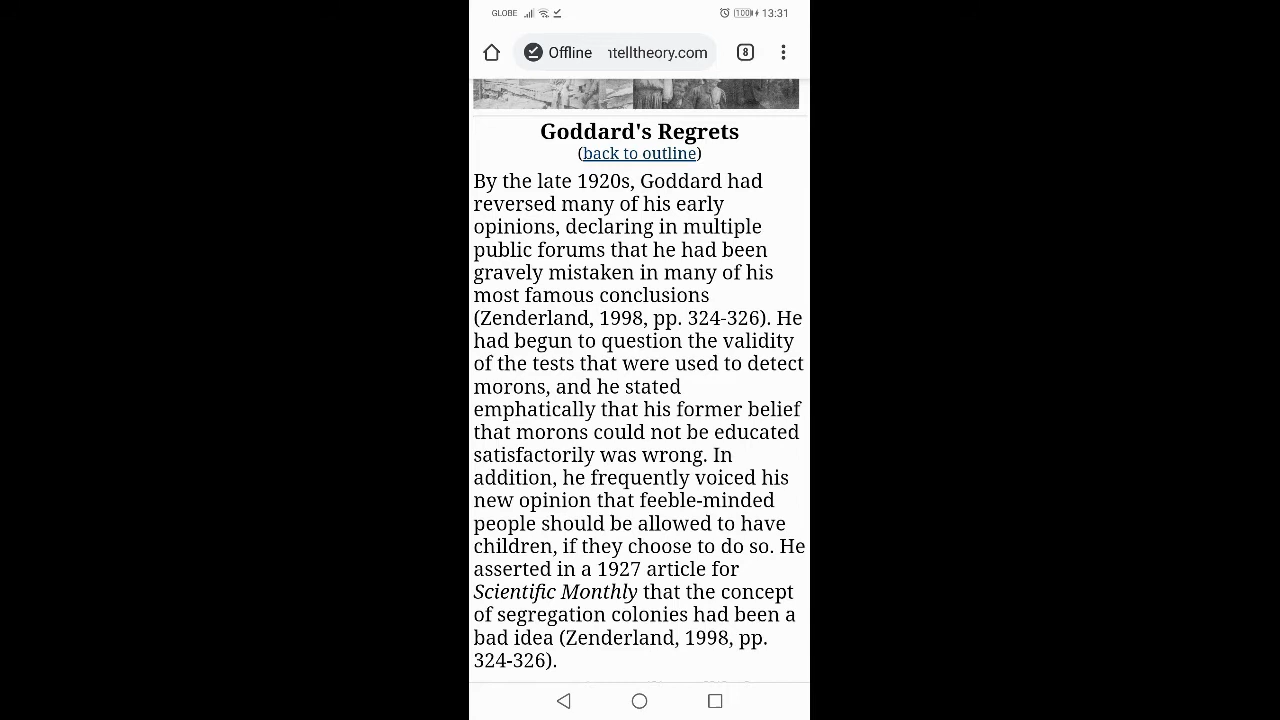 GLOBE 100 13:31
Offline ntelltheory.com 8
Goddard's Regrets
(back to outline)
By the late 1920s, Goddard had
reversed many of his early
opinions, declaring in multiple
public forums that he had been
gravely mistaken in many of his
most famous conclusions
(Zenderland, 1998, pp. 324-326). He
had begun to question the validity
of the tests that were used to detect
morons, and he stated
emphatically that his former belief
that morons could not be educated
satisfactorily was wrong. In
addition, he frequently voiced his
new opinion that feeble-minded
people should be allowed to have
children, if they choose to do so. He
asserted in a 1927 article for
Scientific Monthly that the concept
of segregation colonies had been a
bad idea (Zenderland, 1998, pp.
324-326).